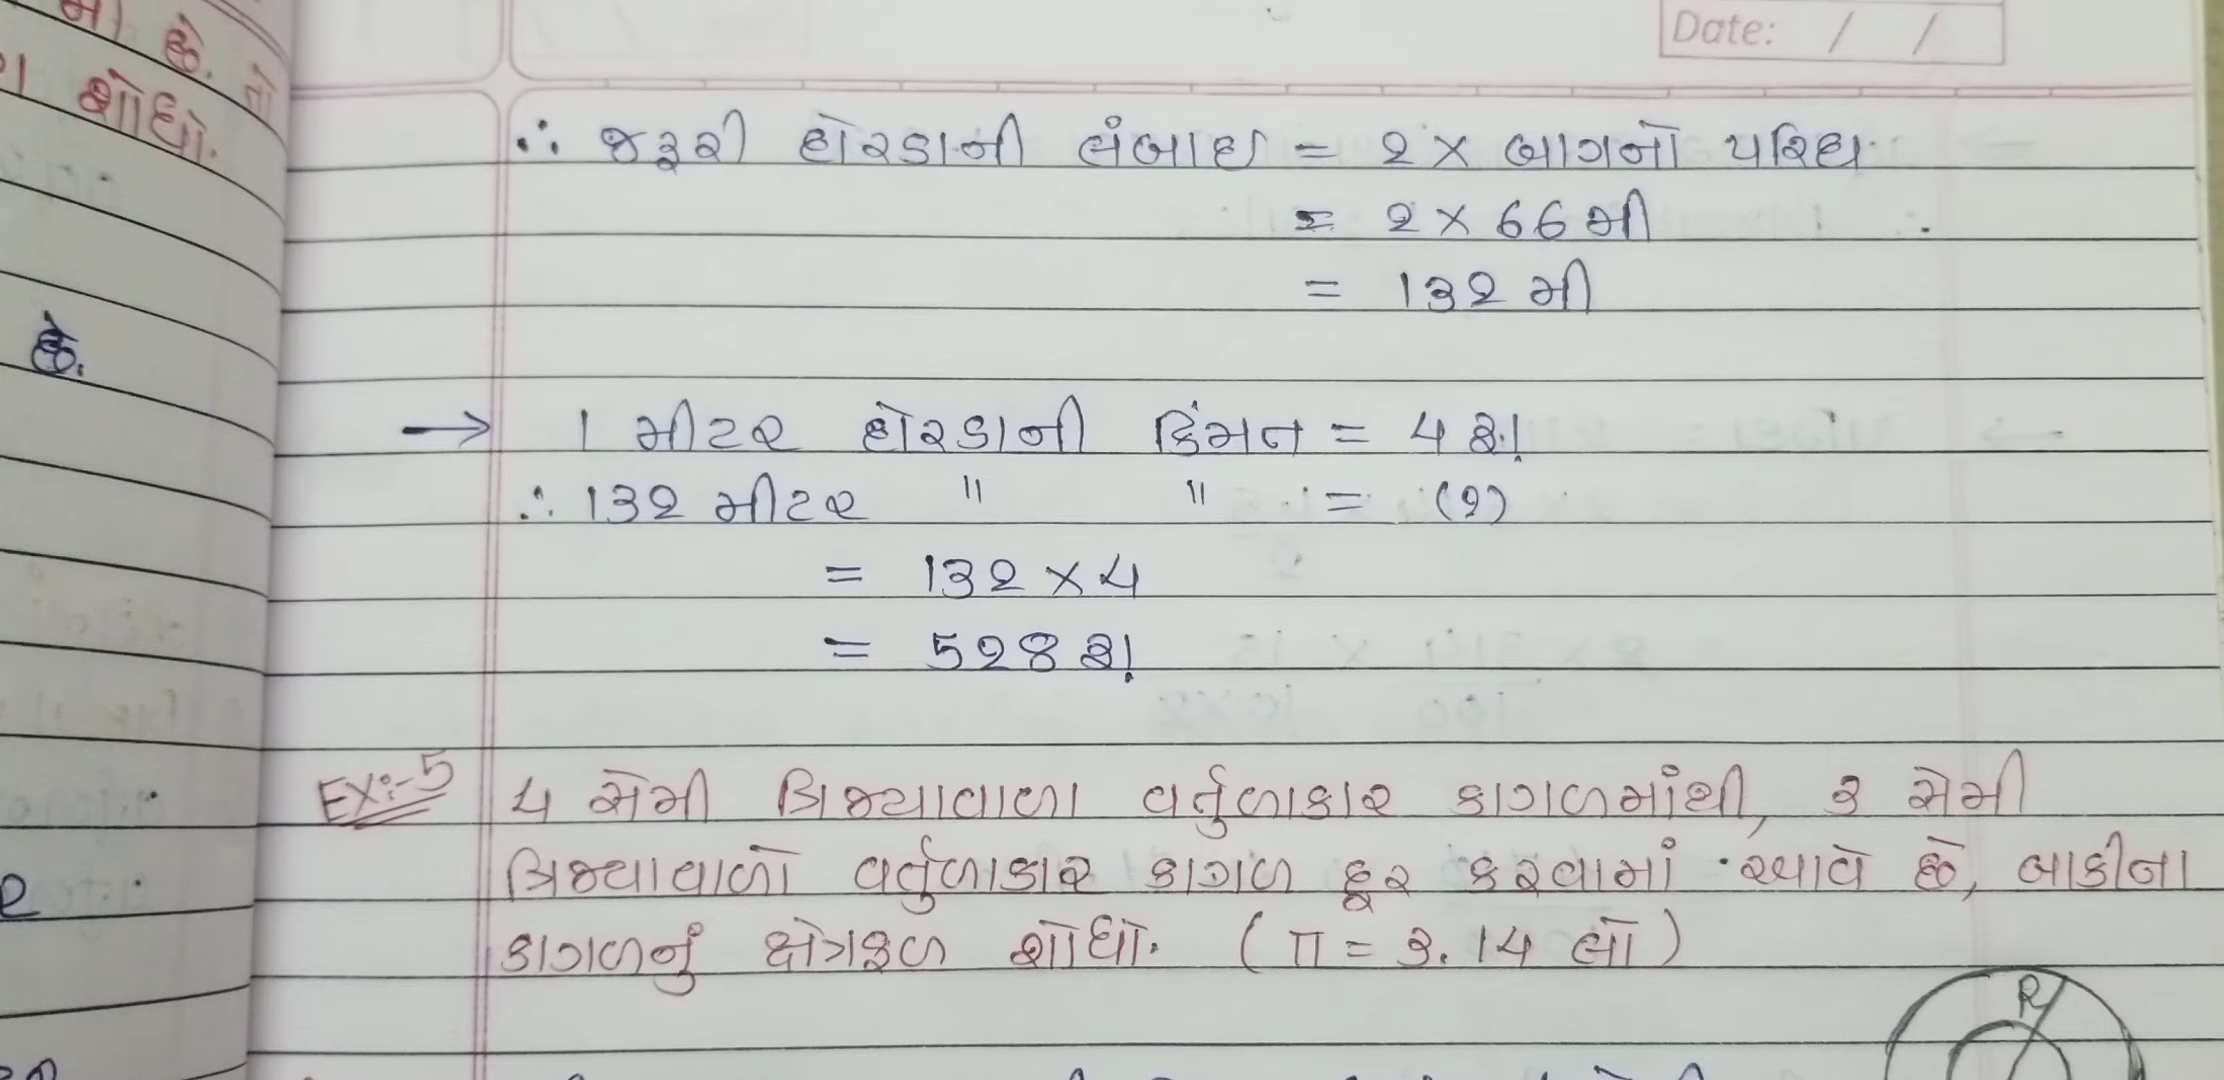 Date: / /
છે. તો
શોધો.
∴ જરૂરી દોરડાની લંબાઈ = 2 × બાગનો પરિઘ
= 2 × 66 મી
= 132 મી
છે.
→ 1 મીટર દોરડાની કિંમત = 4 રૂ!
∴ 132 મીટર " " = (?)
= 132 × 4
= 528 રૂ!
Ex:-5 4 સેમી ત્રિજ્યાવાળા વર્તુળાકાર કાગળમાંથી, 3 સેમી
ત્રિજ્યાવાળો વર્તુળાકાર કાગળ દૂર કરવામાં આવે છે, બાકીના
કાગળનું ક્ષેત્રફળ શોધો. (π = 3.14 લો)
R